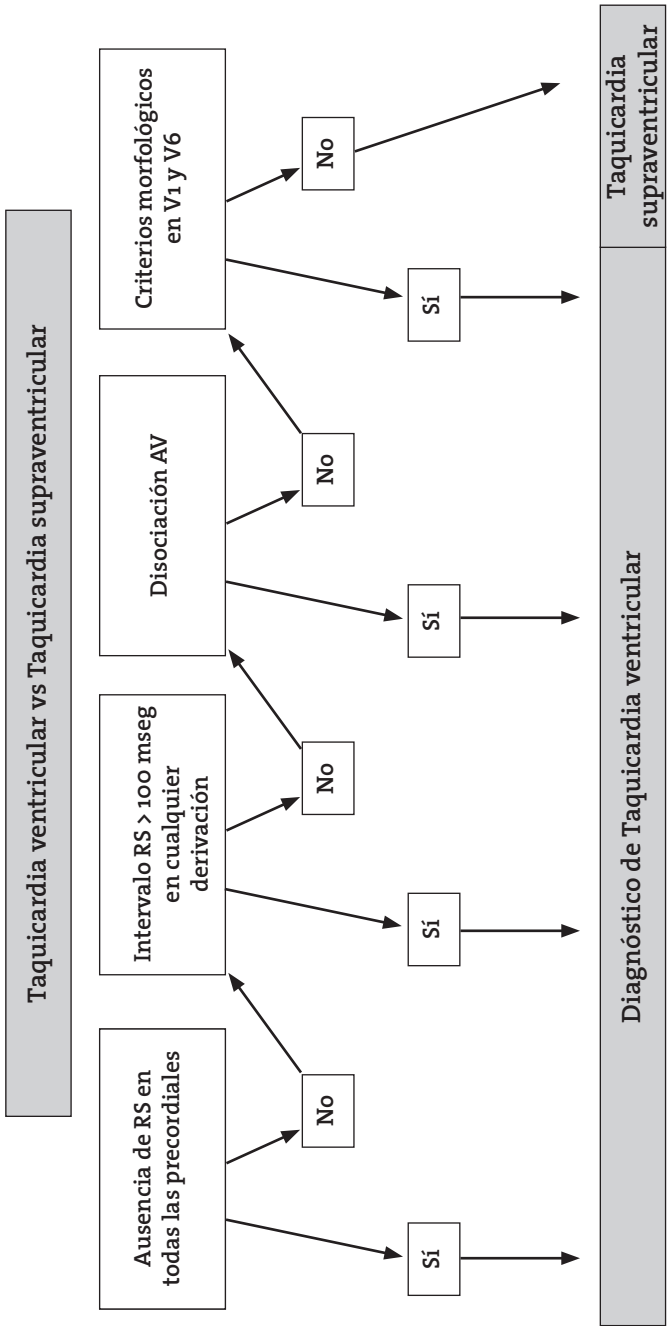 Taquicardia ventricular vs Taquicardia supraventricular
Ausencia de RS en
todas las precordiales
Intervalo RS > 100 mseg
en cualquier
derivación
Disociación AV
Criterios morfológicos
en V1 y V6
No
No
No
No
Sí
Sí
Sí
Sí
Diagnóstico de Taquicardia ventricular
Taquicardia
supraventricular